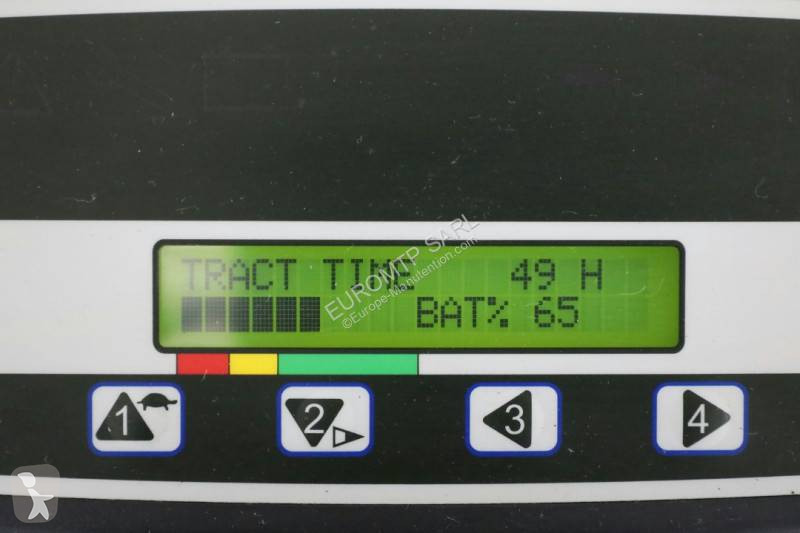 TRACT TIME 49 H
BAT% 65
EUROMTP SARL
©Europe-Manutention.com
1 2 3 4